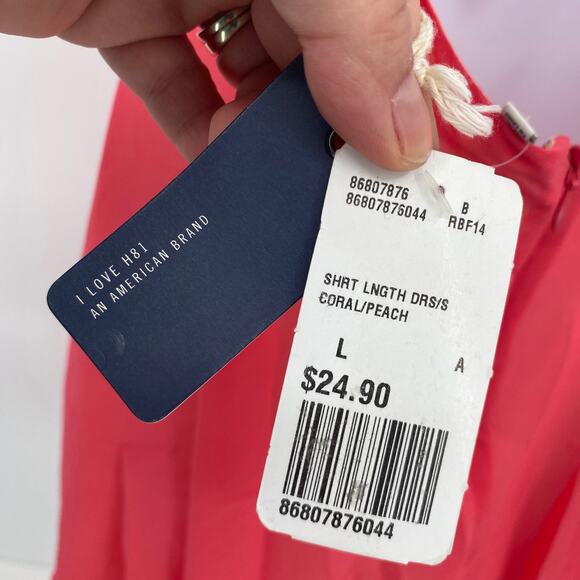 I LOVE H81
AN AMERICAN BRAND
86807876
86807876044
B
RBF14
SHRT LNGTH DRS/S
CORAL/PEACH
L
A
$24.90
86807876044